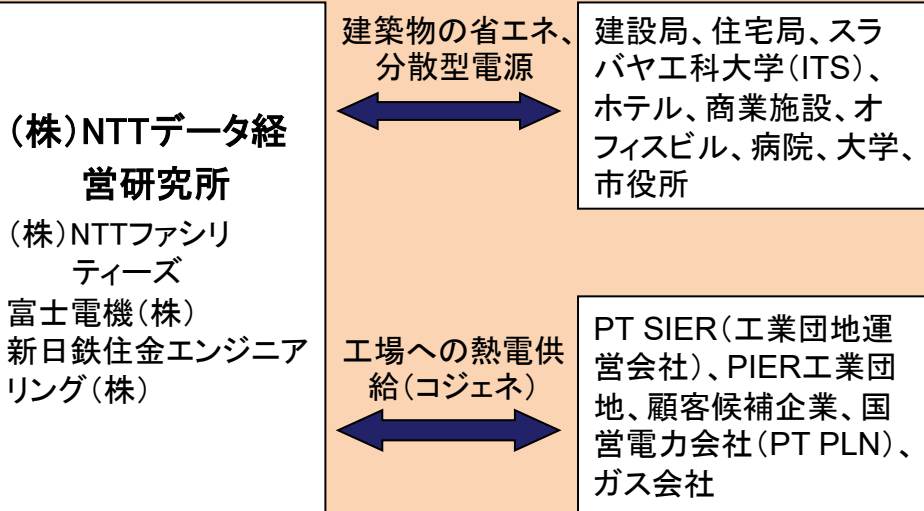 (株)NTTデータ経
営研究所
(株)NTTファシリ
ティーズ
富士電機(株)
新日鉄住金エンジニア
リング(株)
建築物の省エネ、
分散型電源
建設局、住宅局、スラ
バヤ工科大学(ITS)、
ホテル、商業施設、オ
フィスビル、病院、大学、
市役所
工場への熱電供
給(コジェネ)
PT SIER(工業団地運
営会社)、PIER工業団
地、顧客候補企業、国
営電力会社(PT PLN)、
ガス会社